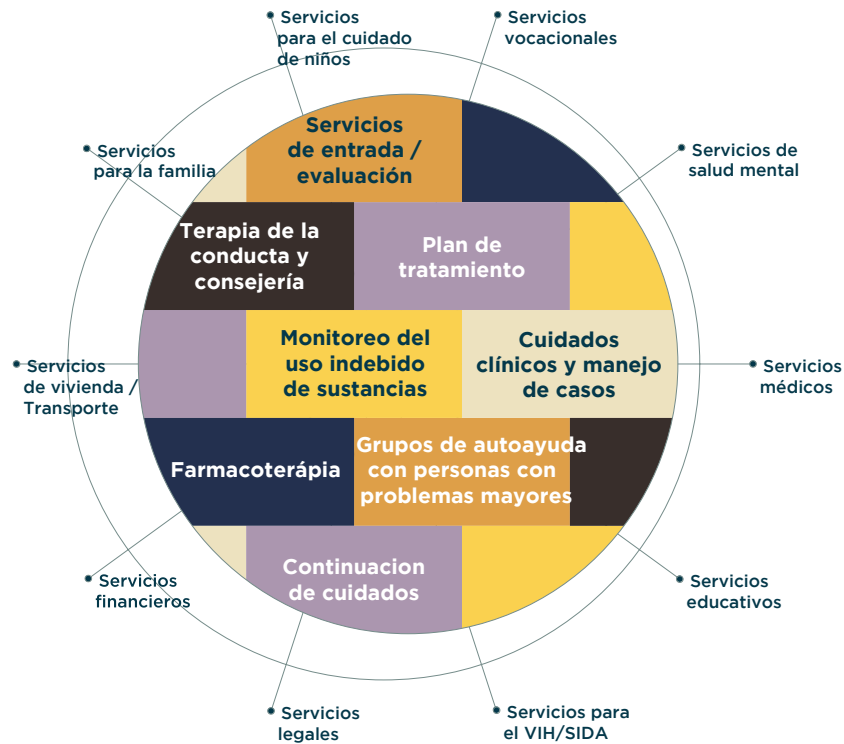 Servicios
para el cuidado
de niños
Servicios
vocacionales
Servicios
de entrada /
evaluación
Servicios
para la familia
Servicios de
salud mental
Terapia de la
conducta y
consejería
Plan de
tratamiento
Monitoreo del
uso indebido
de sustancias
Cuidados
clínicos y manejo
de casos
Servicios
de vivienda /
Transporte
Servicios
médicos
Farmacoterápia
Grupos de autoayuda
con personas con
problemas mayores
Continuacion
de cuidados
Servicios
financieros
Servicios
educativos
Servicios
legales
Servicios para
el VIH/SIDA